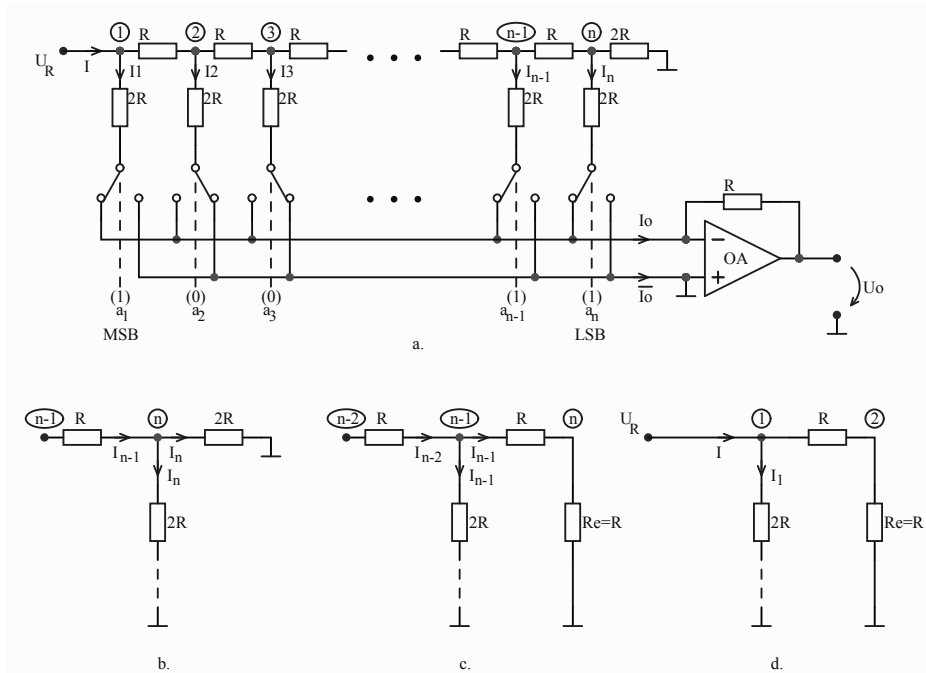 1 R 2 R 3 R R n-1 R n 2R
U_R I I1 I2 I3 I_n-1 I_n
2R 2R 2R 2R 2R
R
Io
OA
Io Uo
(1) (0) (0) (1) (1)
a_1 a_2 a_3 a_n-1 a_n
MSB LSB
a.
n-1 R n 2R
I_n-1 I_n
I_n
2R
b.
n-2 R n-1 R n
I_n-2 I_n-1
I_n-1
2R Re=R
c.
U_R 1 R 2
I I_1
2R Re=R
d.